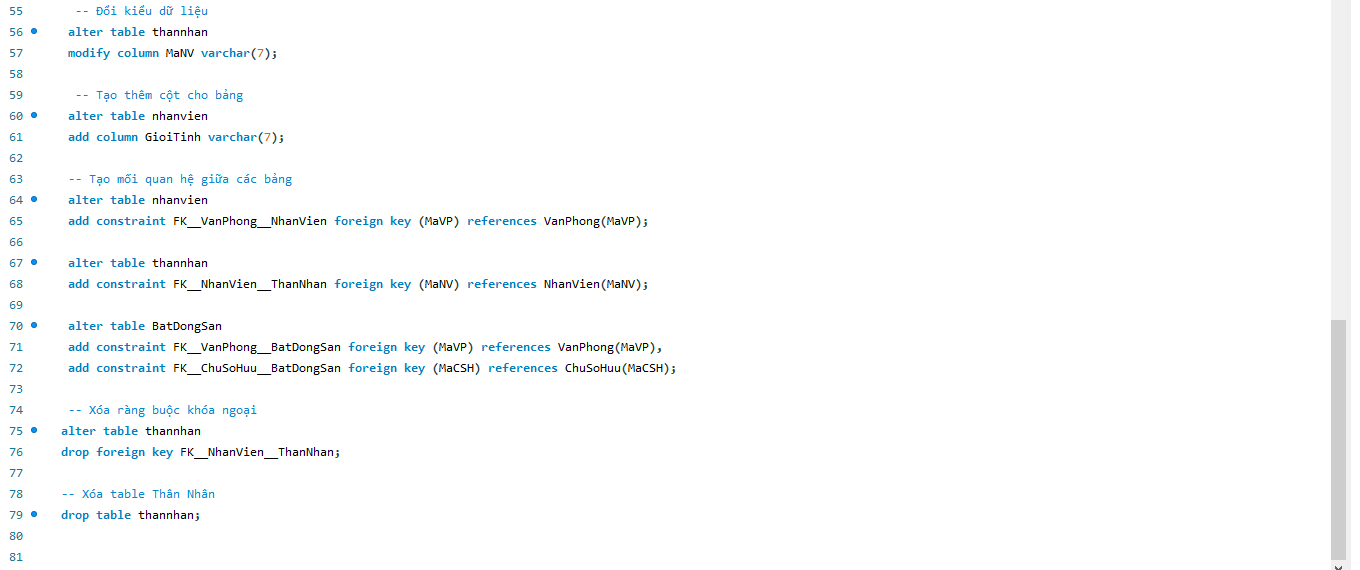 55 -- Đổi kiểu dữ liệu
56 alter table thannhan
57 modify column MaNV varchar(7);
58
59 -- Tạo thêm cột cho bảng
60 alter table nhanvien
61 add column GioiTinh varchar(7);
62
63 -- Tạo mối quan hệ giữa các bảng
64 alter table nhanvien
65 add constraint FK__VanPhong__NhanVien foreign key (MaVP) references VanPhong(MaVP);
66
67 alter table thannhan
68 add constraint FK__NhanVien__ThanNhan foreign key (MaNV) references NhanVien(MaNV);
69
70 alter table BatDongSan
71 add constraint FK__VanPhong__BatDongSan foreign key (MaVP) references VanPhong(MaVP),
72 add constraint FK__ChuSoHuu__BatDongSan foreign key (MaCSH) references ChuSoHuu(MaCSH);
73
74 -- Xóa ràng buộc khóa ngoại
75 alter table thannhan
76 drop foreign key FK__NhanVien__ThanNhan;
77
78 -- Xóa table Thân Nhân
79 drop table thannhan;
80
81